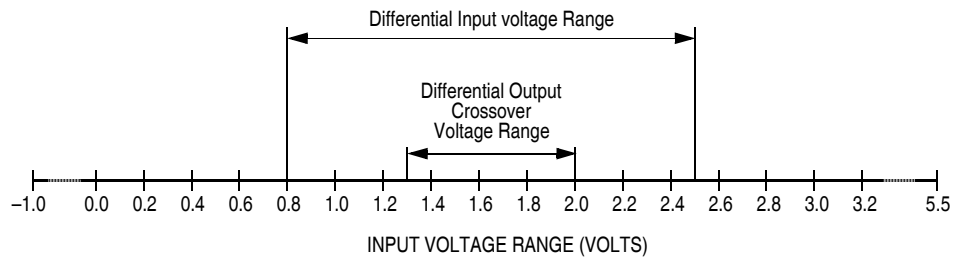 Differential Input voltage Range
Differential Output
Crossover
Voltage Range
–1.0 0.0 0.2 0.4 0.6 0.8 1.0 1.2 1.4 1.6 1.8 2.0 2.2 2.6 2.8 3.0 3.2 5.5
INPUT VOLTAGE RANGE (VOLTS)